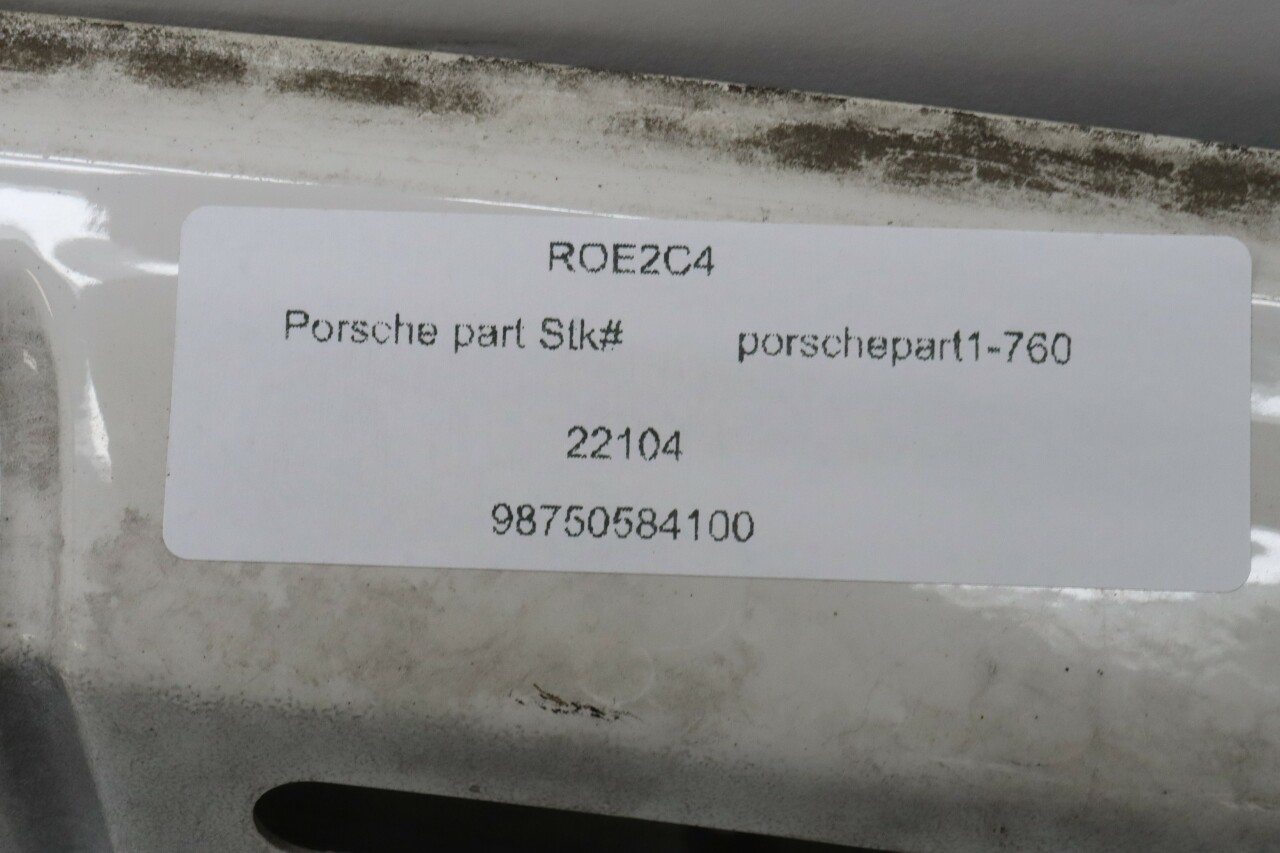 ROE2C4
Porsche part Stk# porschepart1-760
22104
98750584100